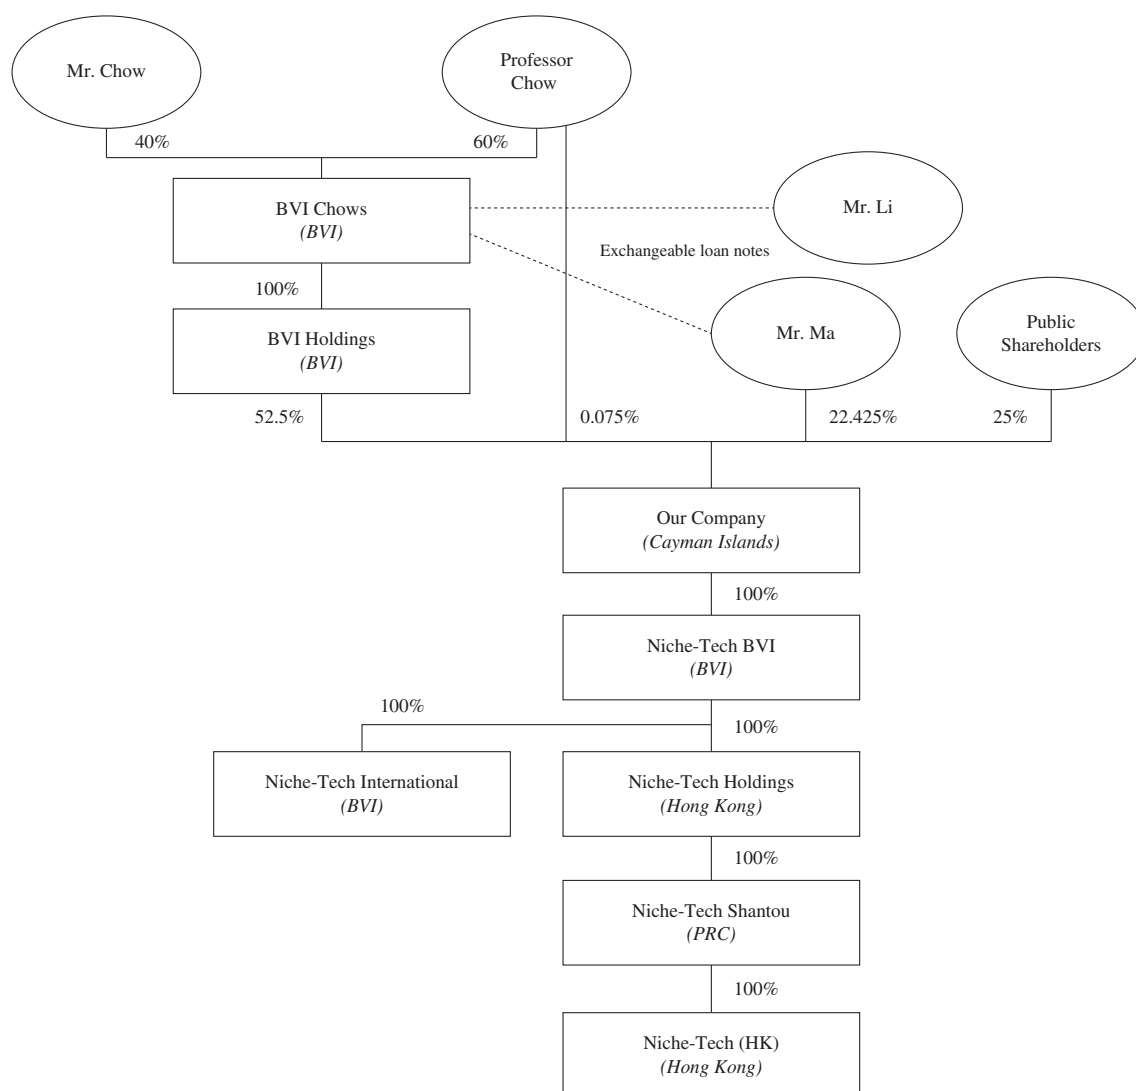 Mr. Chow
Professor
Chow
40%
60%
BVI Chows
(BVI)
Mr. Li
Exchangeable loan notes
100%
BVI Holdings
(BVI)
Mr. Ma
Public
Shareholders
52.5%
0.075%
22.425%
25%
Our Company
(Cayman Islands)
100%
Niche-Tech BVI
(BVI)
100%
100%
Niche-Tech International
(BVI)
Niche-Tech Holdings
(Hong Kong)
100%
Niche-Tech Shantou
(PRC)
100%
Niche-Tech (HK)
(Hong Kong)